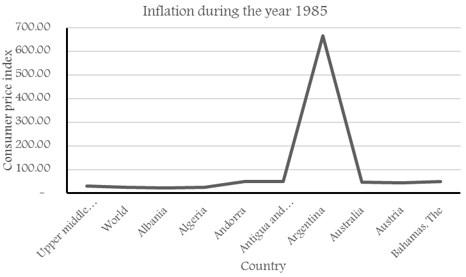 Inflation during the year 1985
Consumer price index
700.00
600.00
500.00
400.00
300.00
200.00
100.00
-
Upper middle...
World
Albania
Algeria
Andorra
Antigua and...
Argentina
Australia
Austria
Bahamas, The
Country